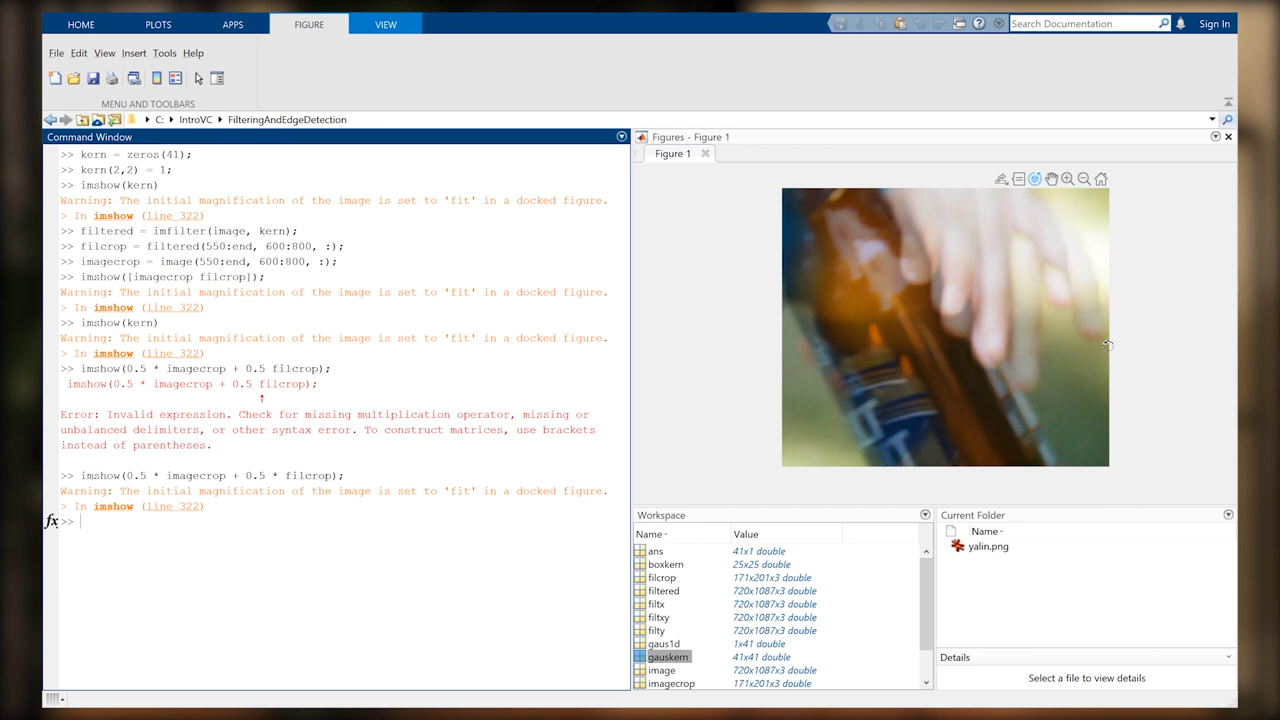 HOME PLOTS APPS FIGURE VIEW Search Documentation Sign In
File Edit View Insert Tools Help
MENU AND TOOLBARS
C: IntroVC FilteringAndEdgeDetection
Command Window
>> kern = zeros(41);
>> kern(2,2) = 1;
>> imshow(kern)
Warning: The initial magnification of the image is set to 'fit' in a docked figure.
> In imshow (line 322)
>> filtered = imfilter(image, kern);
>> filcrop = filtered(550:end, 600:800, :);
>> imagecrop = image(550:end, 600:800, :);
>> imshow([imagecrop filcrop]);
Warning: The initial magnification of the image is set to 'fit' in a docked figure.
> In imshow (line 322)
>> imshow(kern)
Warning: The initial magnification of the image is set to 'fit' in a docked figure.
> In imshow (line 322)
>> imshow(0.5 * imagecrop + 0.5 filcrop);
imshow(0.5 * imagecrop + 0.5 filcrop);
↑
Error: Invalid expression. Check for missing multiplication operator, missing or
unbalanced delimiters, or other syntax error. To construct matrices, use brackets
instead of parentheses.
>> imshow(0.5 * imagecrop + 0.5 * filcrop);
Warning: The initial magnification of the image is set to 'fit' in a docked figure.
> In imshow (line 322)
fx >>
Figures - Figure 1
Figure 1
Workspace
Name Value
ans 41x1 double
boxkern 25x25 double
filcrop 171x201x3 double
filtered 720x1087x3 double
filtx 720x1087x3 double
filtxy 720x1087x3 double
filty 720x1087x3 double
gaus1d 1x41 double
gauskern 41x41 double
image 720x1087x3 double
imagecrop 171x201x3 double
Current Folder
Name
yalin.png
Details
Select a file to view details